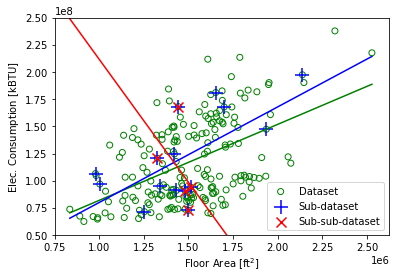 1e8
2.50
2.25
2.00
1.75
1.50
1.25
1.00
0.75
0.50
Elec. Consumption [kBTU]
Dataset
Sub-dataset
Sub-sub-dataset
0.75 1.00 1.25 1.50 1.75 2.00 2.25 2.50
1e6
Floor Area [ft²]